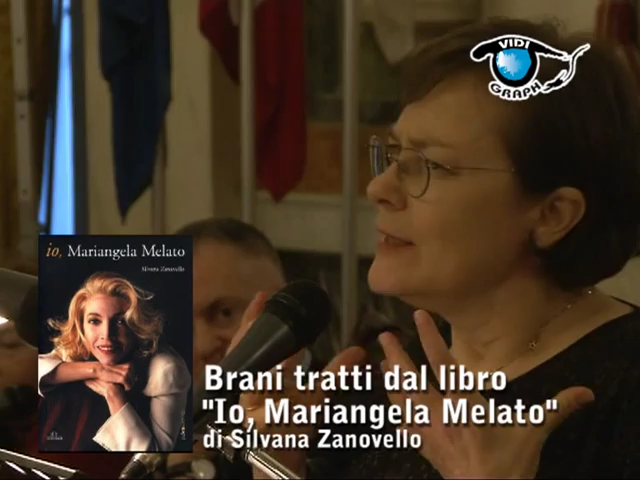 VIDI
GRAPH
io, Mariangela Melato
Silvana Zanovello
Brani tratti dal libro
"Io, Mariangela Melato"
di Silvana Zanovello